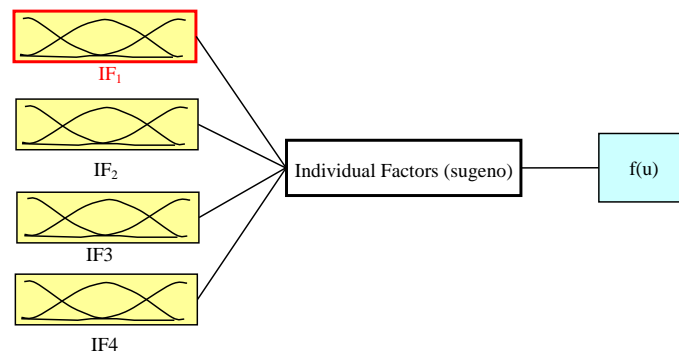 IF₁
IF₂
Individual Factors (sugeno)
f(u)
IF3
IF4